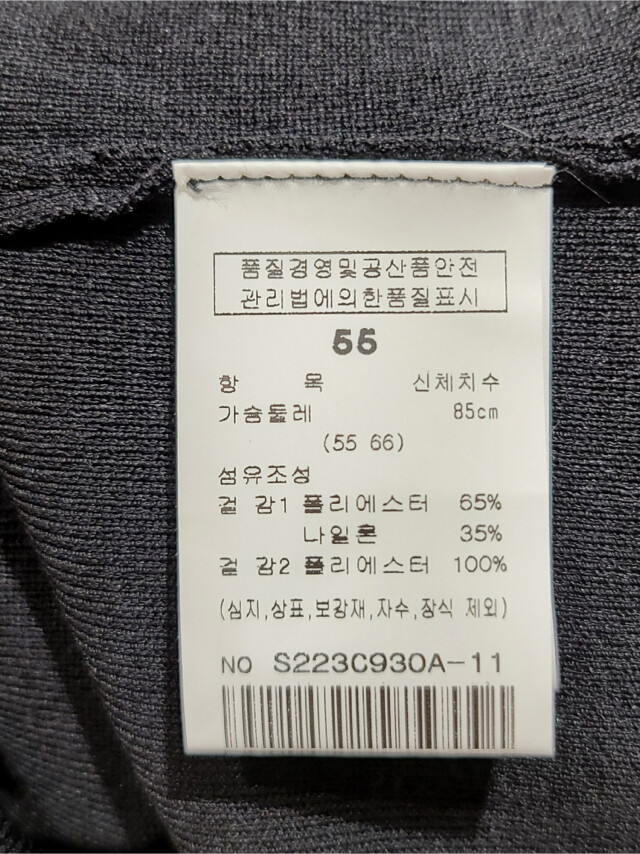 품질경영및공산품안전
관리법에의한품질표시
55
항 목 신체치수
가슴둘레 85cm
(55 66)
섬유조성
겉 감1 폴리에스터 65%
나일론 35%
겉 감2 폴리에스터 100%
(심지,상표,보강재,자수,장식 제외)
NO S223C930A-11